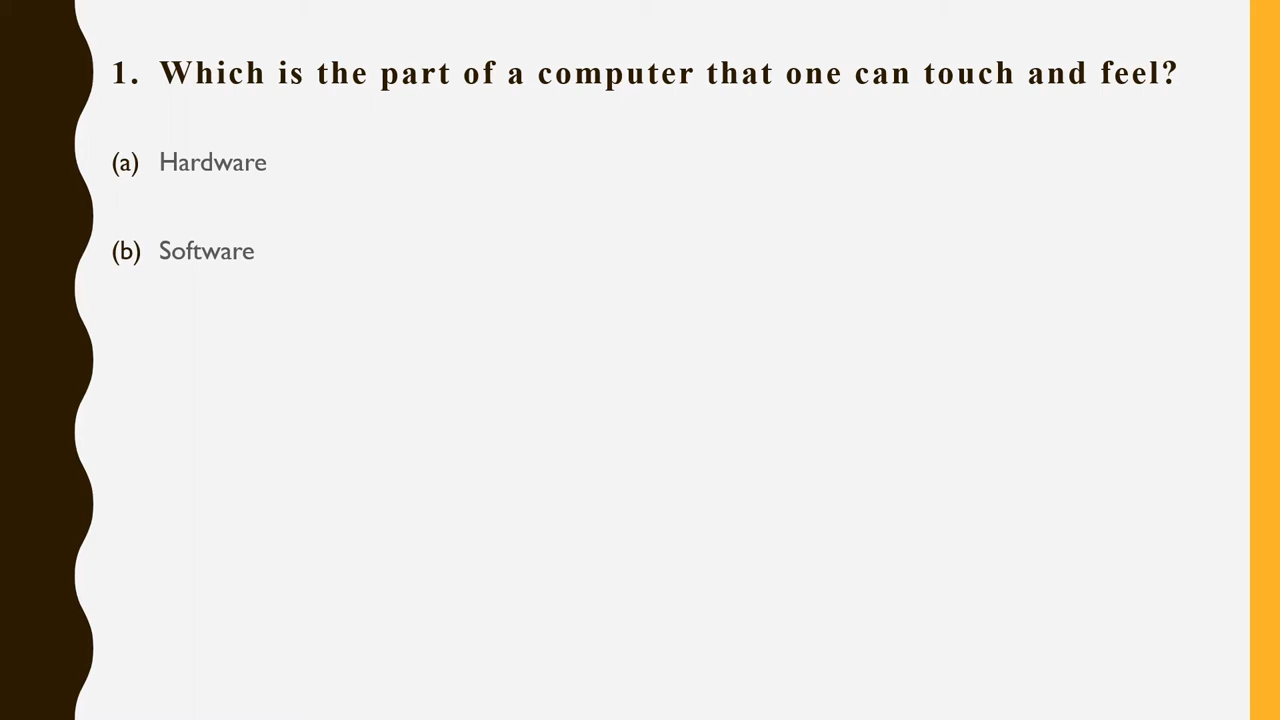 1. Which is the part of a computer that one can touch and feel?
(a) Hardware
(b) Software